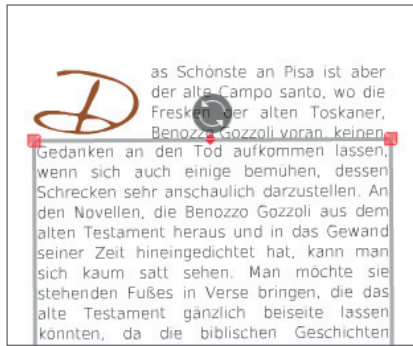 D
as Schönste an Pisa ist aber
der alte Campo santo, wo die
Fresken der alten Toskaner,
Benozzo Gozzoli voran, keinen
Gedanken an den Tod aufkommen lassen,
wenn sich auch einige bemühen, dessen
Schrecken sehr anschaulich darzustellen. An
den Novellen, die Benozzo Gozzoli aus dem
alten Testament heraus und in das Gewand
seiner Zeit hineingedichtet hat, kann man
sich kaum satt sehen. Man möchte sie
stehenden Fußes in Verse bringen, die das
alte Testament gänzlich beiseite lassen
könnten, da die biblischen Geschichten